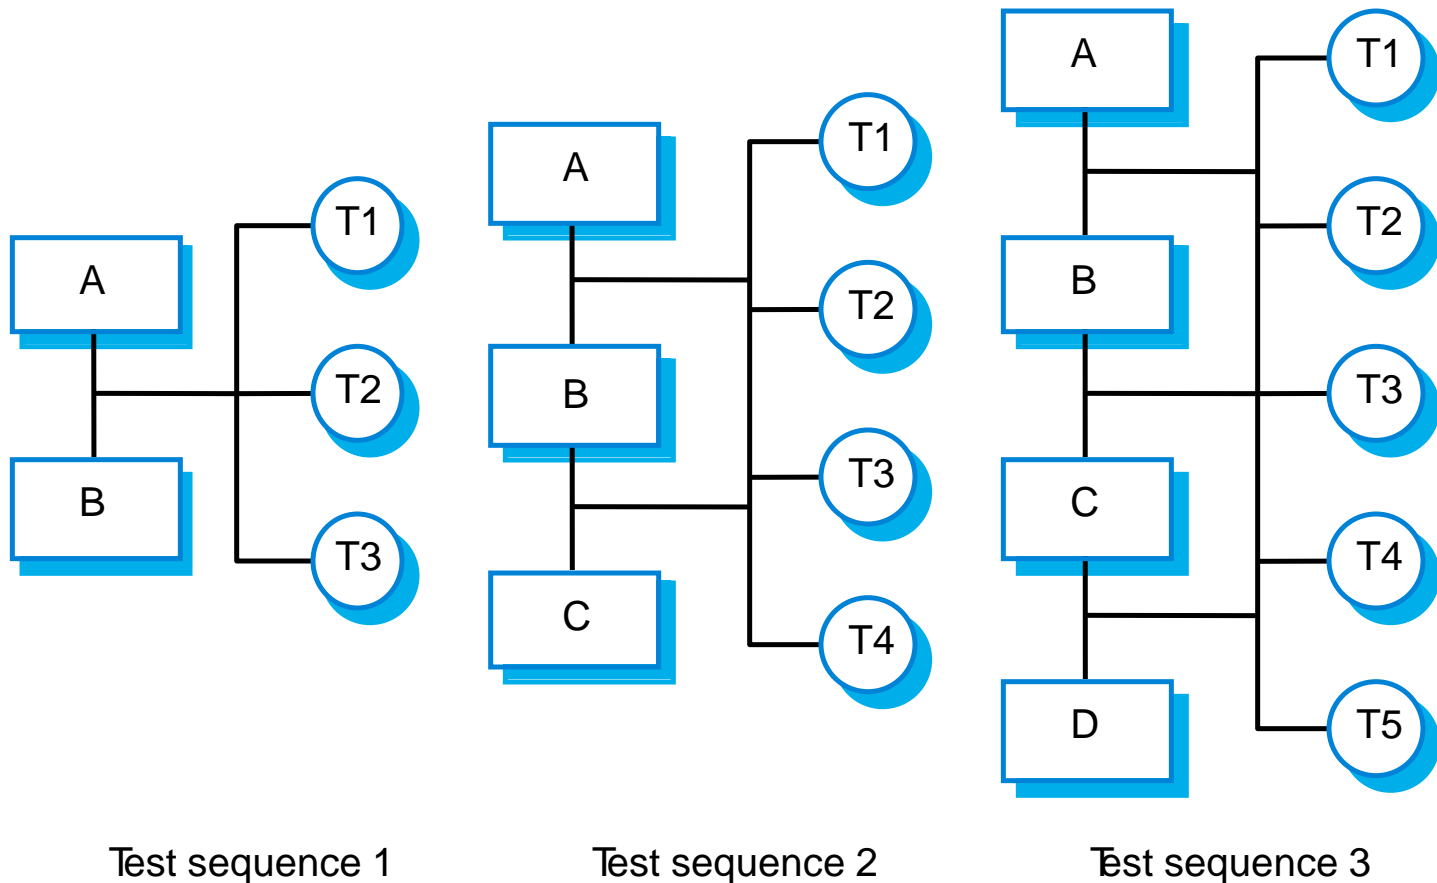 A
B
T1
T2
T3
Test sequence 1
A
B
C
T1
T2
T3
T4
Test sequence 2
A
B
C
D
T1
T2
T3
T4
T5
Test sequence 3